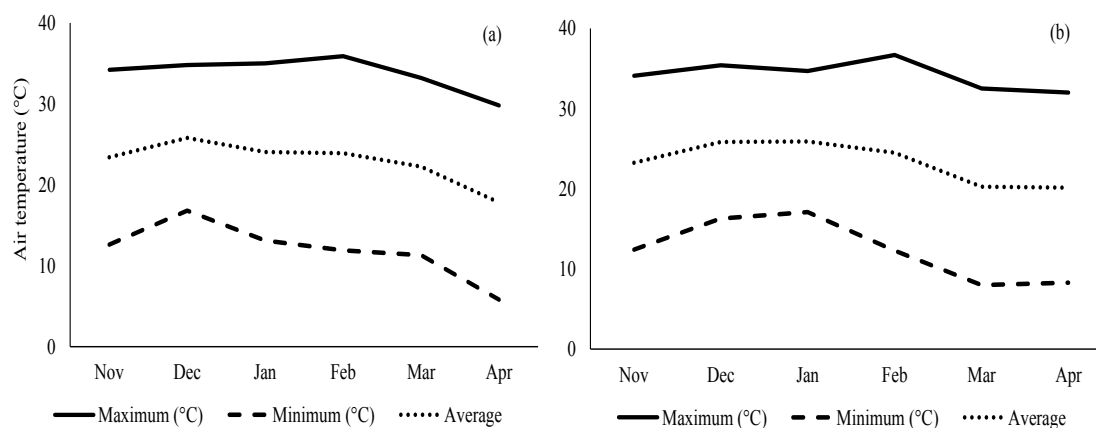 Air temperature (°C)
40
30
20
10
0
(a)
Nov Dec Jan Feb Mar Apr
Maximum (°C) Minimum (°C) Average
40
30
20
10
0
(b)
Nov Dec Jan Feb Mar Apr
Maximum (°C) Minimum (°C) Average